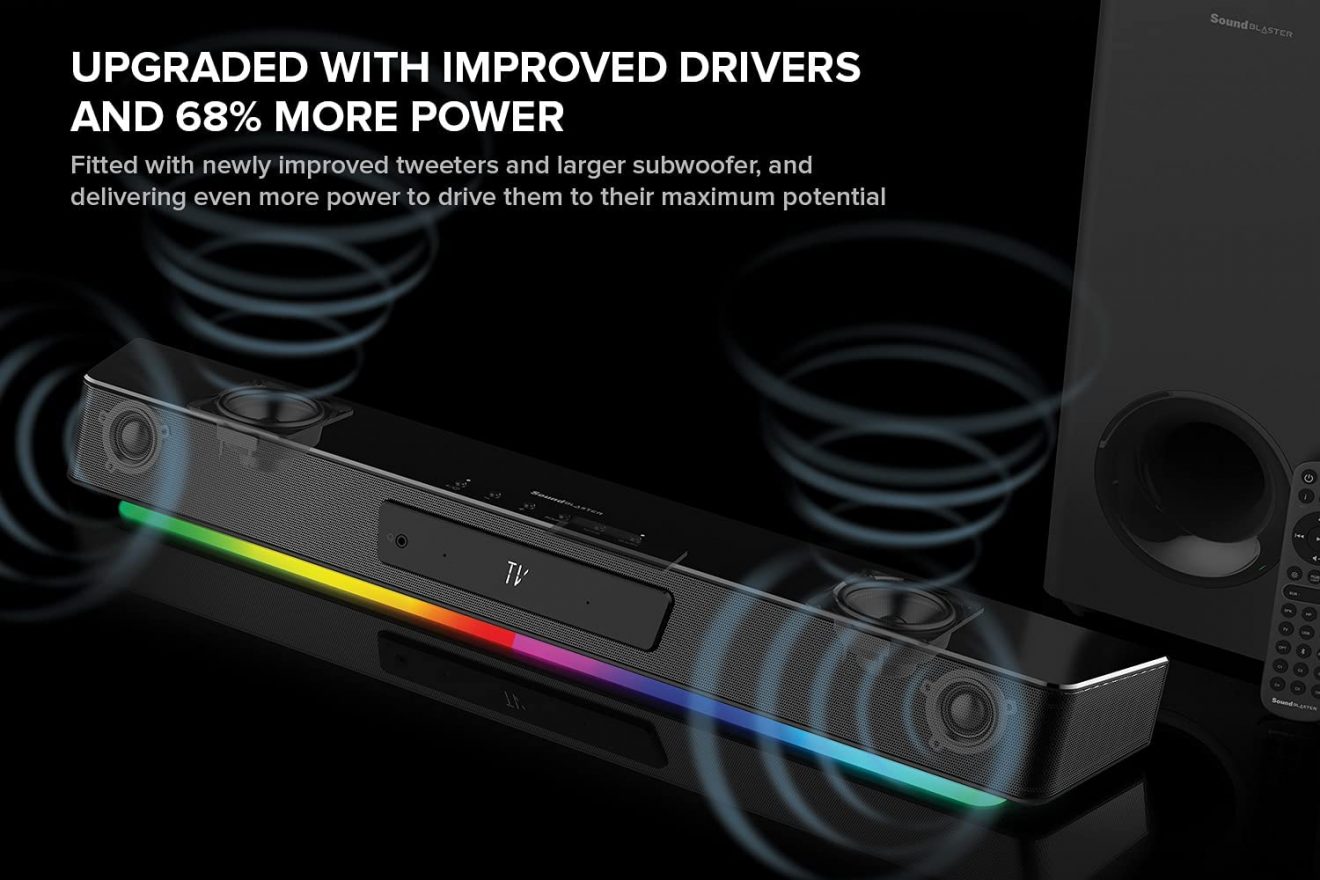 SoundBLASTER
UPGRADED WITH IMPROVED DRIVERS
AND 68% MORE POWER
Fitted with newly improved tweeters and larger subwoofer, and
delivering even more power to drive them to their maximum potential
SoundBLASTER
TV
SoundBLASTER